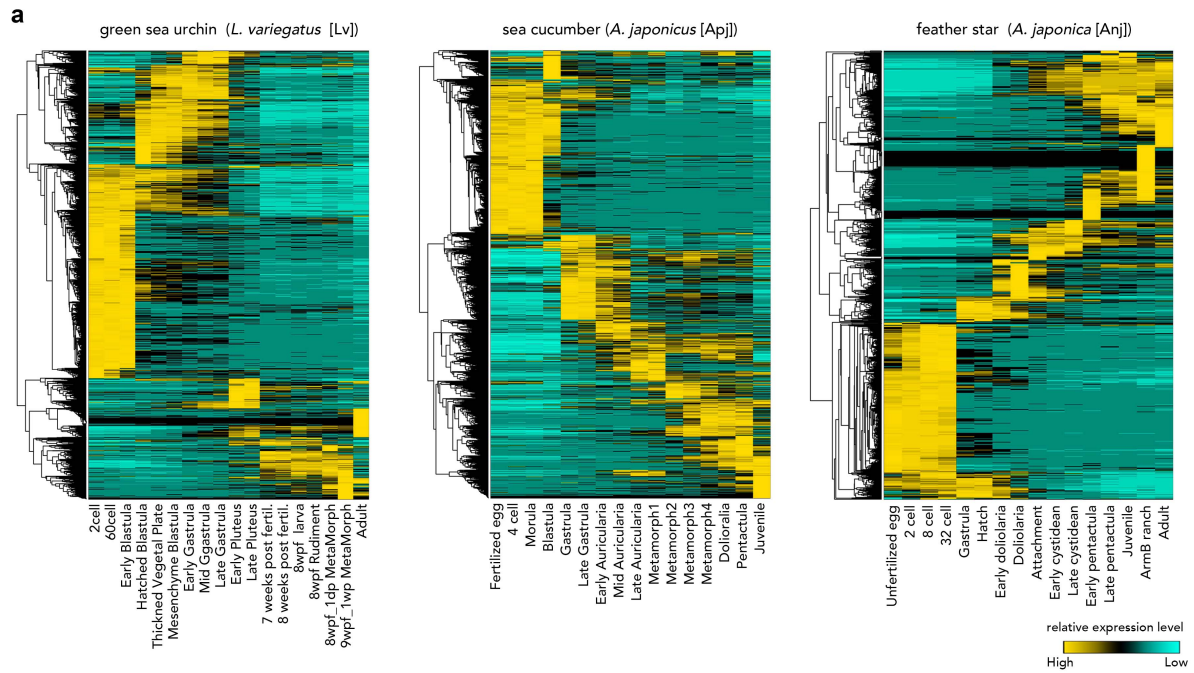 a
green sea urchin (L. variegatus [Lv])
sea cucumber (A. japonicus [Apj])
feather star (A. japonica [Anj])
2cell
60cell
Early Blastula
Hatched Blastula
Thickned Vegetal Plate
Mesenchyme Blastula
Early Gastrula
Mid Ggastrula
Late Gastrula
Early Pluteus
Late Pluteus
7 weeks post fertil.
8 weeks post fertil.
8wpf_larva
8wpf Rudiment
8wpf_1dp MetaMorph
9wpf_1wp MetaMorph
Adult
Fertilized egg
4 cell
Morula
Blastula
Gastrula
Late Gastrula
Early Auricularia
Mid Auricularia
Late Auricularia
Metamorph1
Metamorph2
Metamorph3
Metamorph4
Dolioralia
Pentactula
Juvenile
Unfertilized egg
2 cell
8 cell
32 cell
Gastrula
Hatch
Early doliolaria
Doliolaria
Attachment
Early cystidean
Late cystidean
Early pentactula
Late pentactula
Juvenile
ArmB ranch
Adult
relative expression level
High Low